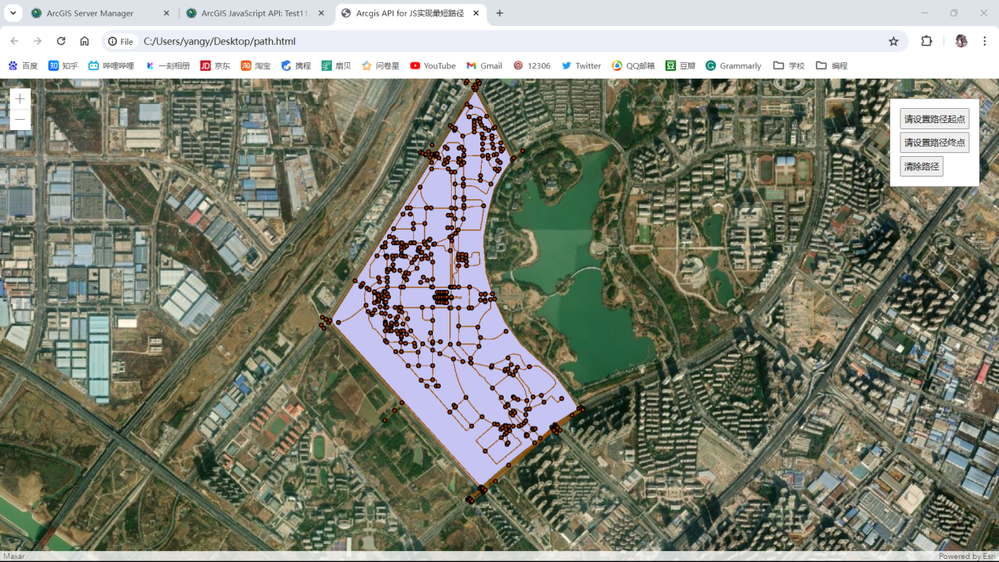 ArcGIS Server Manager
ArcGIS JavaScript API: Test11
Arcgis API for JS实现最短路径
File C:/Users/yangy/Desktop/path.html
百度 知乎 哔哩哔哩 一刻相册 京东 淘宝 携程 扇贝 问卷星 YouTube Gmail 12306 Twitter QQ邮箱 豆瓣 Grammarly 学校 编程
请设置路径起点
请设置路径终点
清除路径
Maxar Powered by Esri